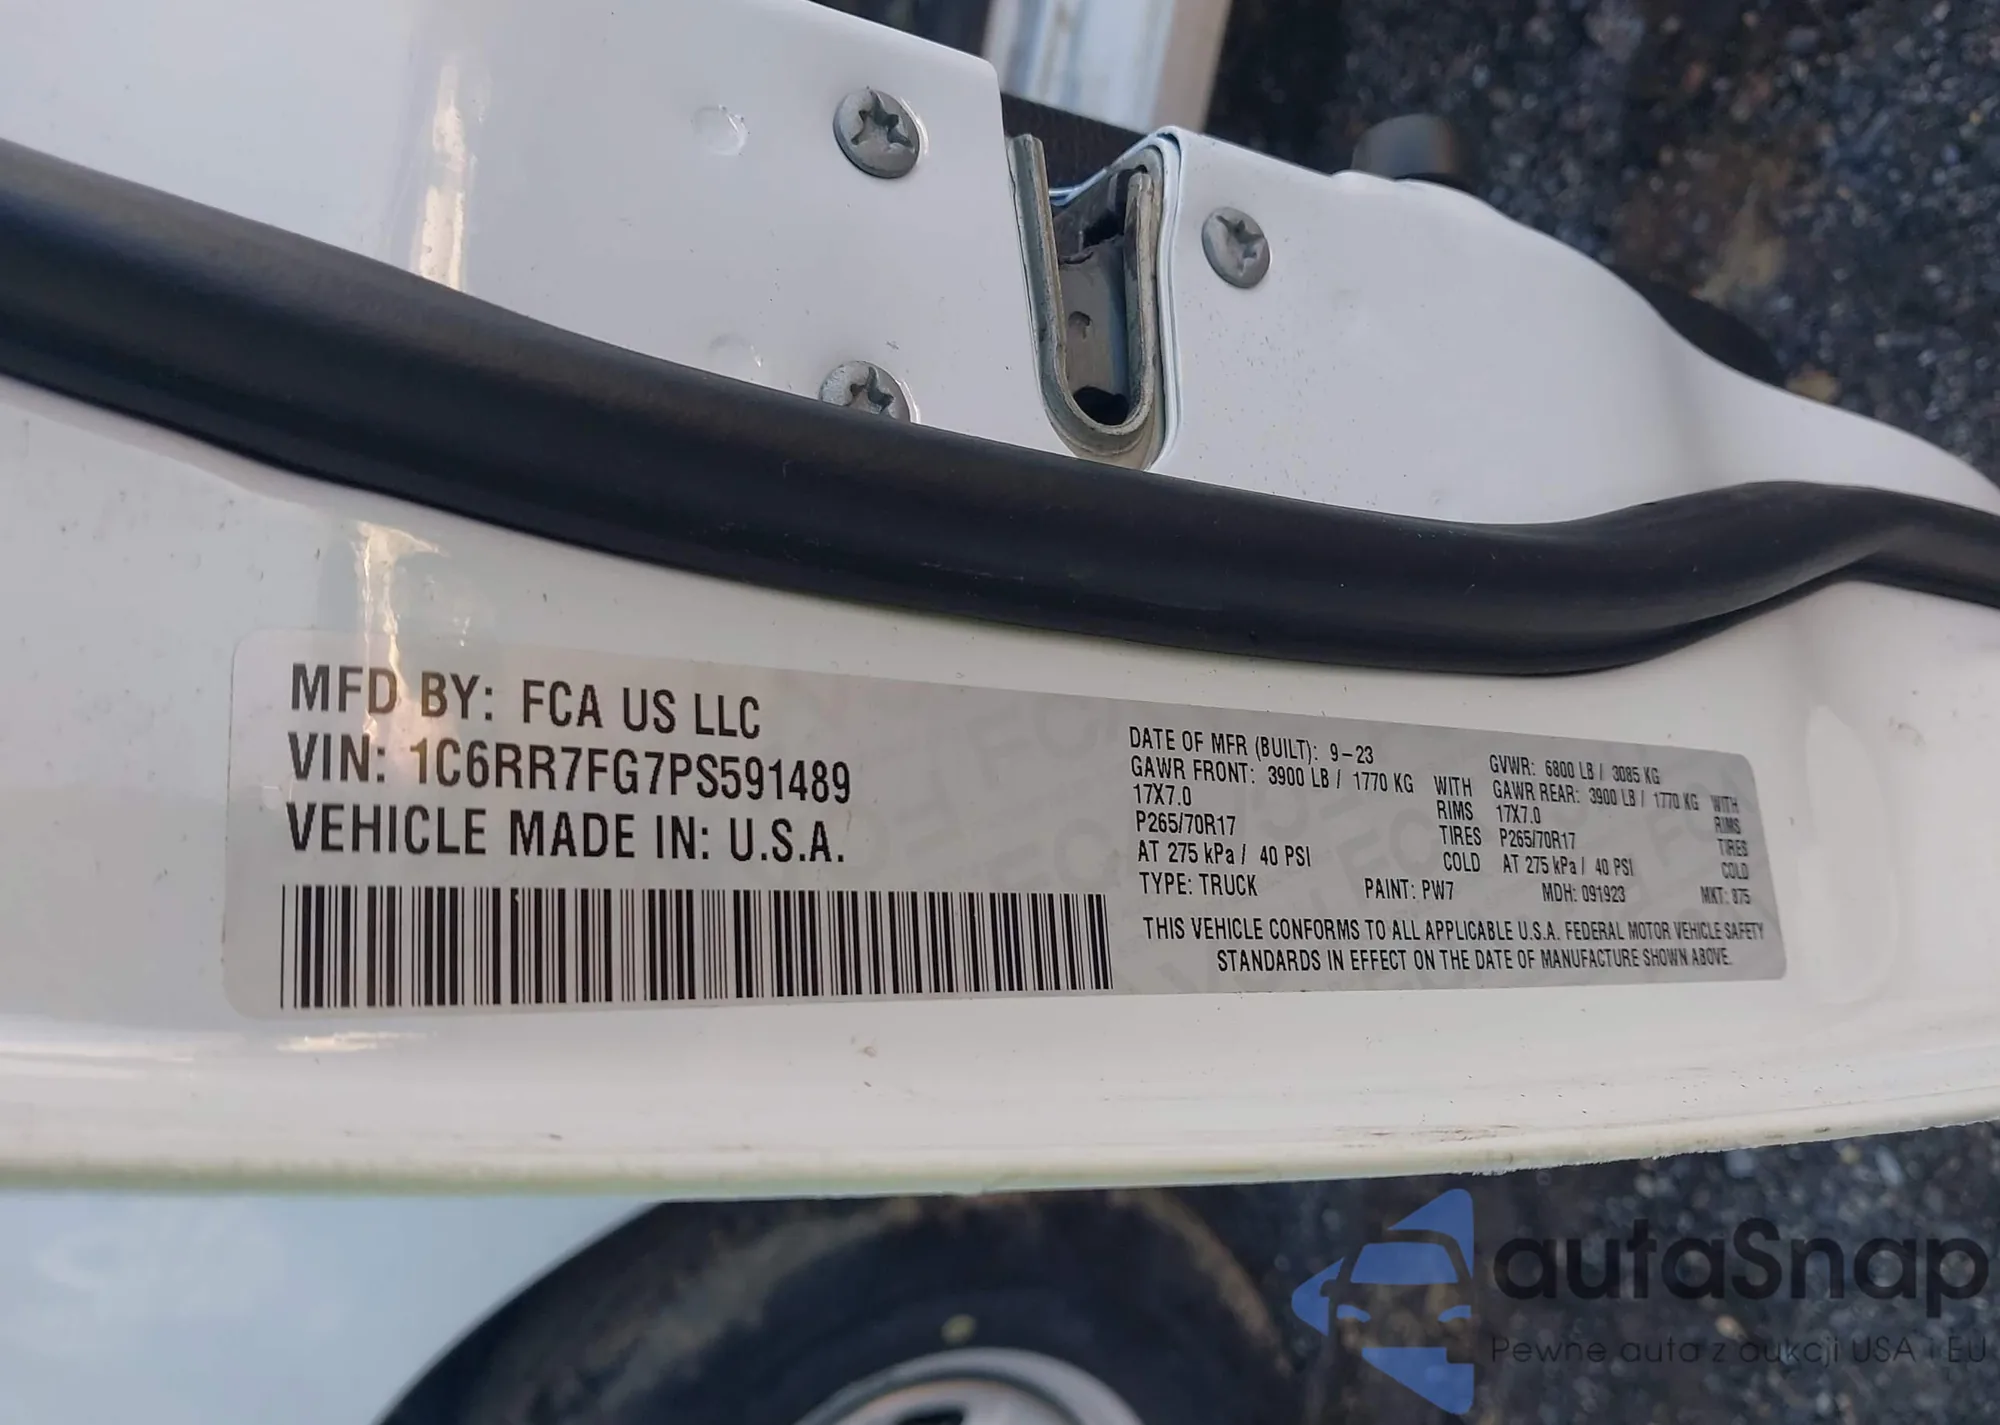 MFD BY: FCA US LLC
VIN: 1C6RR7FG7PS591489
VEHICLE MADE IN: U.S.A.
DATE OF MFR (BUILT): 9-23 GVWR: 6800 LB / 3085 KG
GAWR FRONT: 3900 LB / 1770 KG WITH GAWR REAR: 3900 LB / 1770 KG WITH
17X7.0 RIMS 17X7.0 RIMS
P265/70R17 TIRES P265/70R17 TIRES
AT 275 kPa / 40 PSI COLD AT 275 kPa / 40 PSI COLD
TYPE: TRUCK PAINT: PW7 MDH: 091923 MKT: 875
THIS VEHICLE CONFORMS TO ALL APPLICABLE U.S.A. FEDERAL MOTOR VEHICLE SAFETY
STANDARDS IN EFFECT ON THE DATE OF MANUFACTURE SHOWN ABOVE.
autaSnap
Pewne auta z aukcji USA i EU